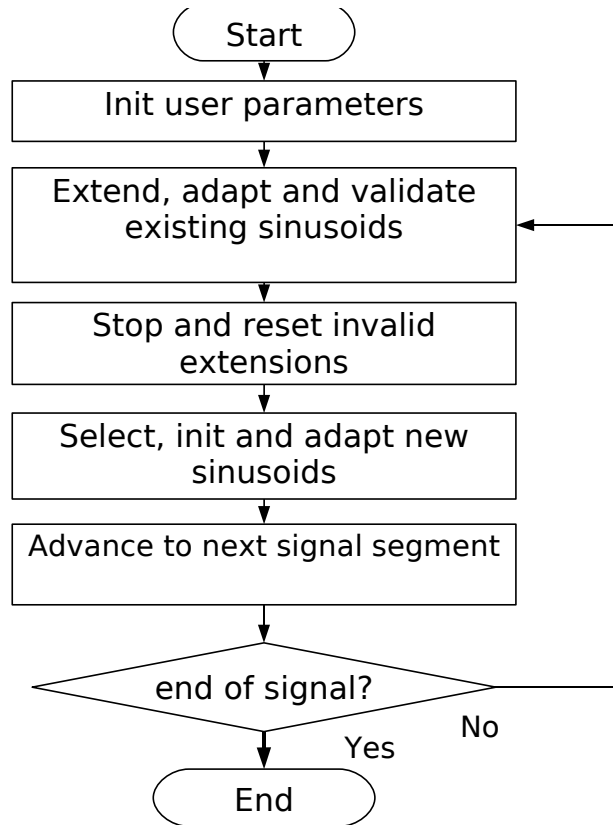 Start
Init user parameters
Extend, adapt and validate
existing sinusoids
Stop and reset invalid
extensions
Select, init and adapt new
sinusoids
Advance to next signal segment
end of signal?
No
Yes
End